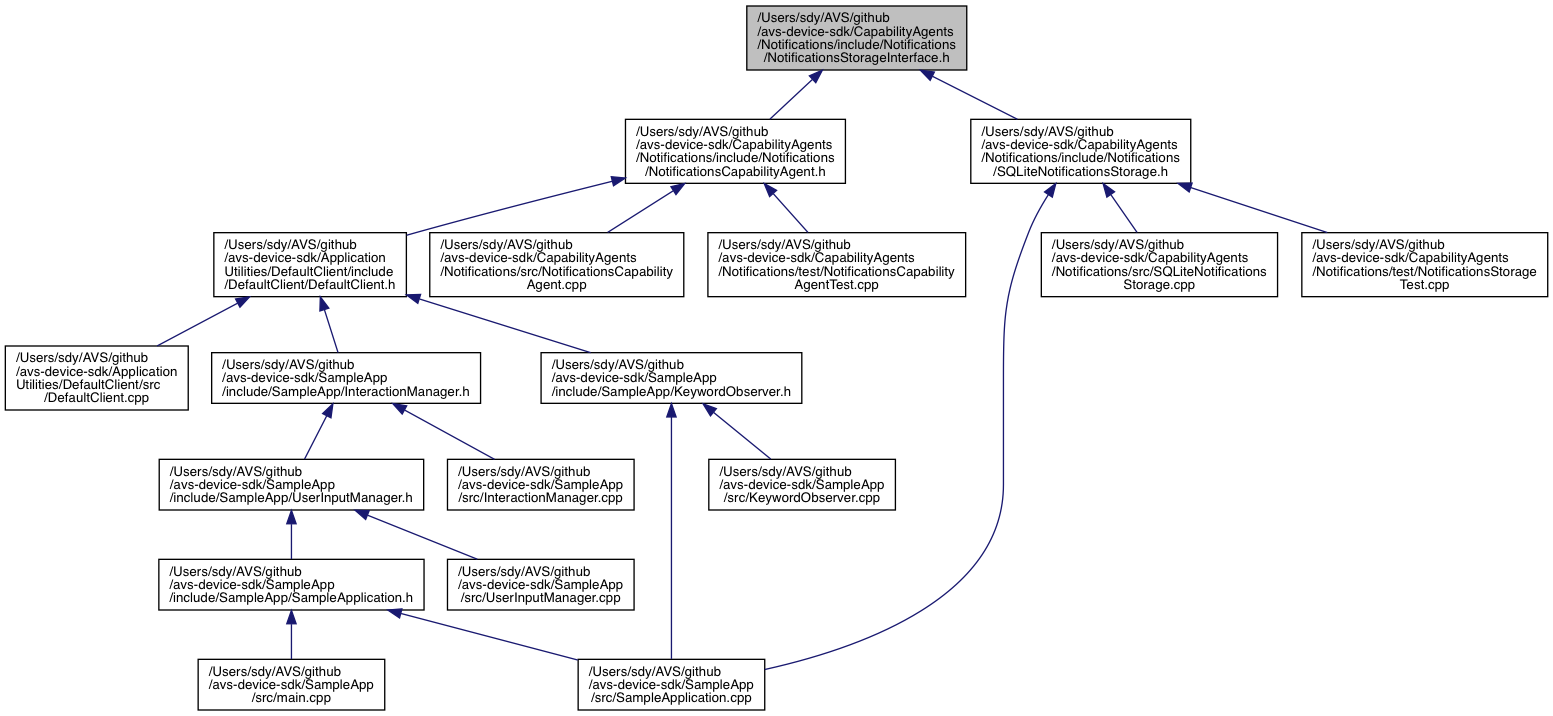 /Users/sdy/AVS/github
/avs-device-sdk/CapabilityAgents
/Notifications/include/Notifications
/NotificationsStorageInterface.h
/Users/sdy/AVS/github
/avs-device-sdk/CapabilityAgents
/Notifications/include/Notifications
/NotificationsCapabilityAgent.h
/Users/sdy/AVS/github
/avs-device-sdk/CapabilityAgents
/Notifications/include/Notifications
/SQLiteNotificationsStorage.h
/Users/sdy/AVS/github
/avs-device-sdk/Application
Utilities/DefaultClient/include
/DefaultClient/DefaultClient.h
/Users/sdy/AVS/github
/avs-device-sdk/CapabilityAgents
/Notifications/src/NotificationsCapability
Agent.cpp
/Users/sdy/AVS/github
/avs-device-sdk/CapabilityAgents
/Notifications/test/NotificationsCapability
AgentTest.cpp
/Users/sdy/AVS/github
/avs-device-sdk/CapabilityAgents
/Notifications/src/SQLiteNotifications
Storage.cpp
/Users/sdy/AVS/github
/avs-device-sdk/CapabilityAgents
/Notifications/test/NotificationsStorage
Test.cpp
/Users/sdy/AVS/github
/avs-device-sdk/Application
Utilities/DefaultClient/src
/DefaultClient.cpp
/Users/sdy/AVS/github
/avs-device-sdk/SampleApp
/include/SampleApp/InteractionManager.h
/Users/sdy/AVS/github
/avs-device-sdk/SampleApp
/include/SampleApp/KeywordObserver.h
/Users/sdy/AVS/github
/avs-device-sdk/SampleApp
/include/SampleApp/UserInputManager.h
/Users/sdy/AVS/github
/avs-device-sdk/SampleApp
/src/InteractionManager.cpp
/Users/sdy/AVS/github
/avs-device-sdk/SampleApp
/src/KeywordObserver.cpp
/Users/sdy/AVS/github
/avs-device-sdk/SampleApp
/include/SampleApp/SampleApplication.h
/Users/sdy/AVS/github
/avs-device-sdk/SampleApp
/src/UserInputManager.cpp
/Users/sdy/AVS/github
/avs-device-sdk/SampleApp
/src/main.cpp
/Users/sdy/AVS/github
/avs-device-sdk/SampleApp
/src/SampleApplication.cpp